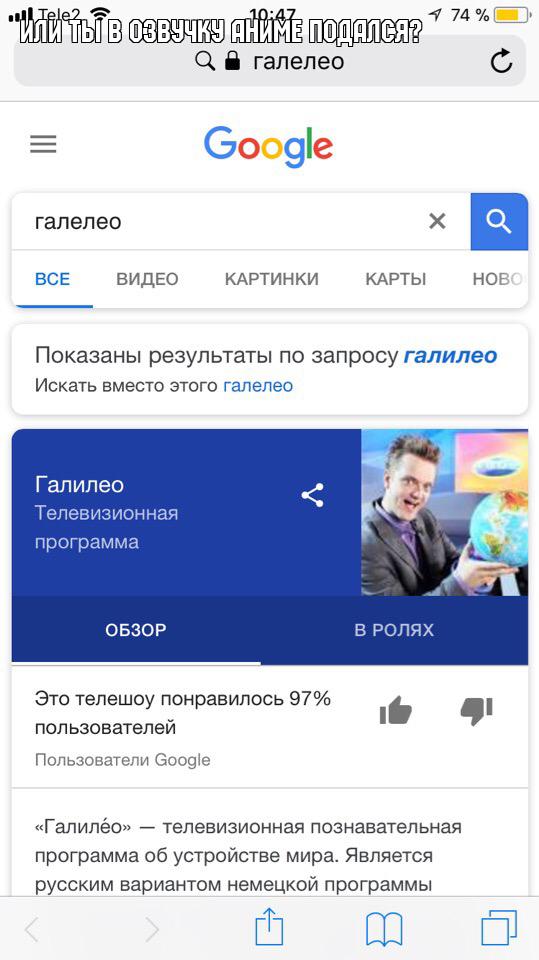 Tele2 10:47 74 %
ИЛИ ТЫ В ОЗВУЧКУ АНИМЕ ПОДАЛСЯ?
галелео
Google
галелео
ВСЕ ВИДЕО КАРТИНКИ КАРТЫ НОВО
Показаны результаты по запросу галилео
Искать вместо этого галелео
Галилео
Телевизионная
программа
ОБЗОР В РОЛЯХ
Это телешоу понравилось 97%
пользователей
Пользователи Google
«Галиле́о» — телевизионная познавательная
программа об устройстве мира. Является
русским вариантом немецкой программы